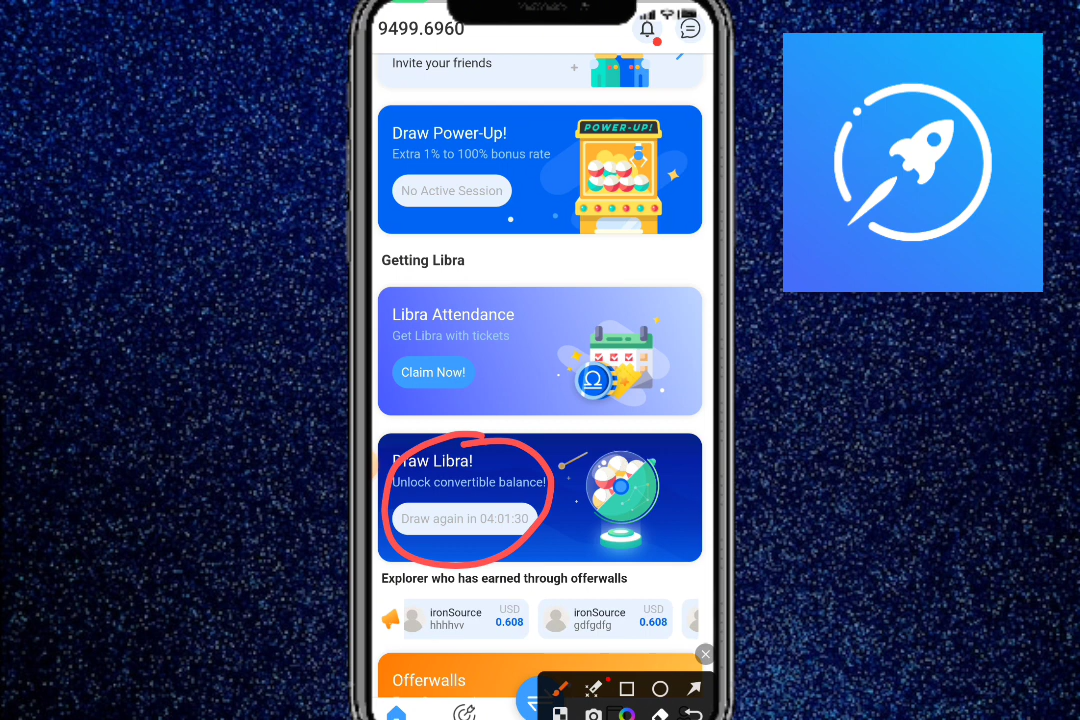 9499.6960
Invite your friends
Draw Power-Up!
Extra 1% to 100% bonus rate
No Active Session
POWER-UP!
Getting Libra
Libra Attendance
Get Libra with tickets
Claim Now!
Draw Libra!
Unlock convertible balance!
Draw again in 04:01:30
Explorer who has earned through offerwalls
ironSource USD
hhhhvv 0.608
ironSource USD
gdfgdfg 0.608
Offerwalls